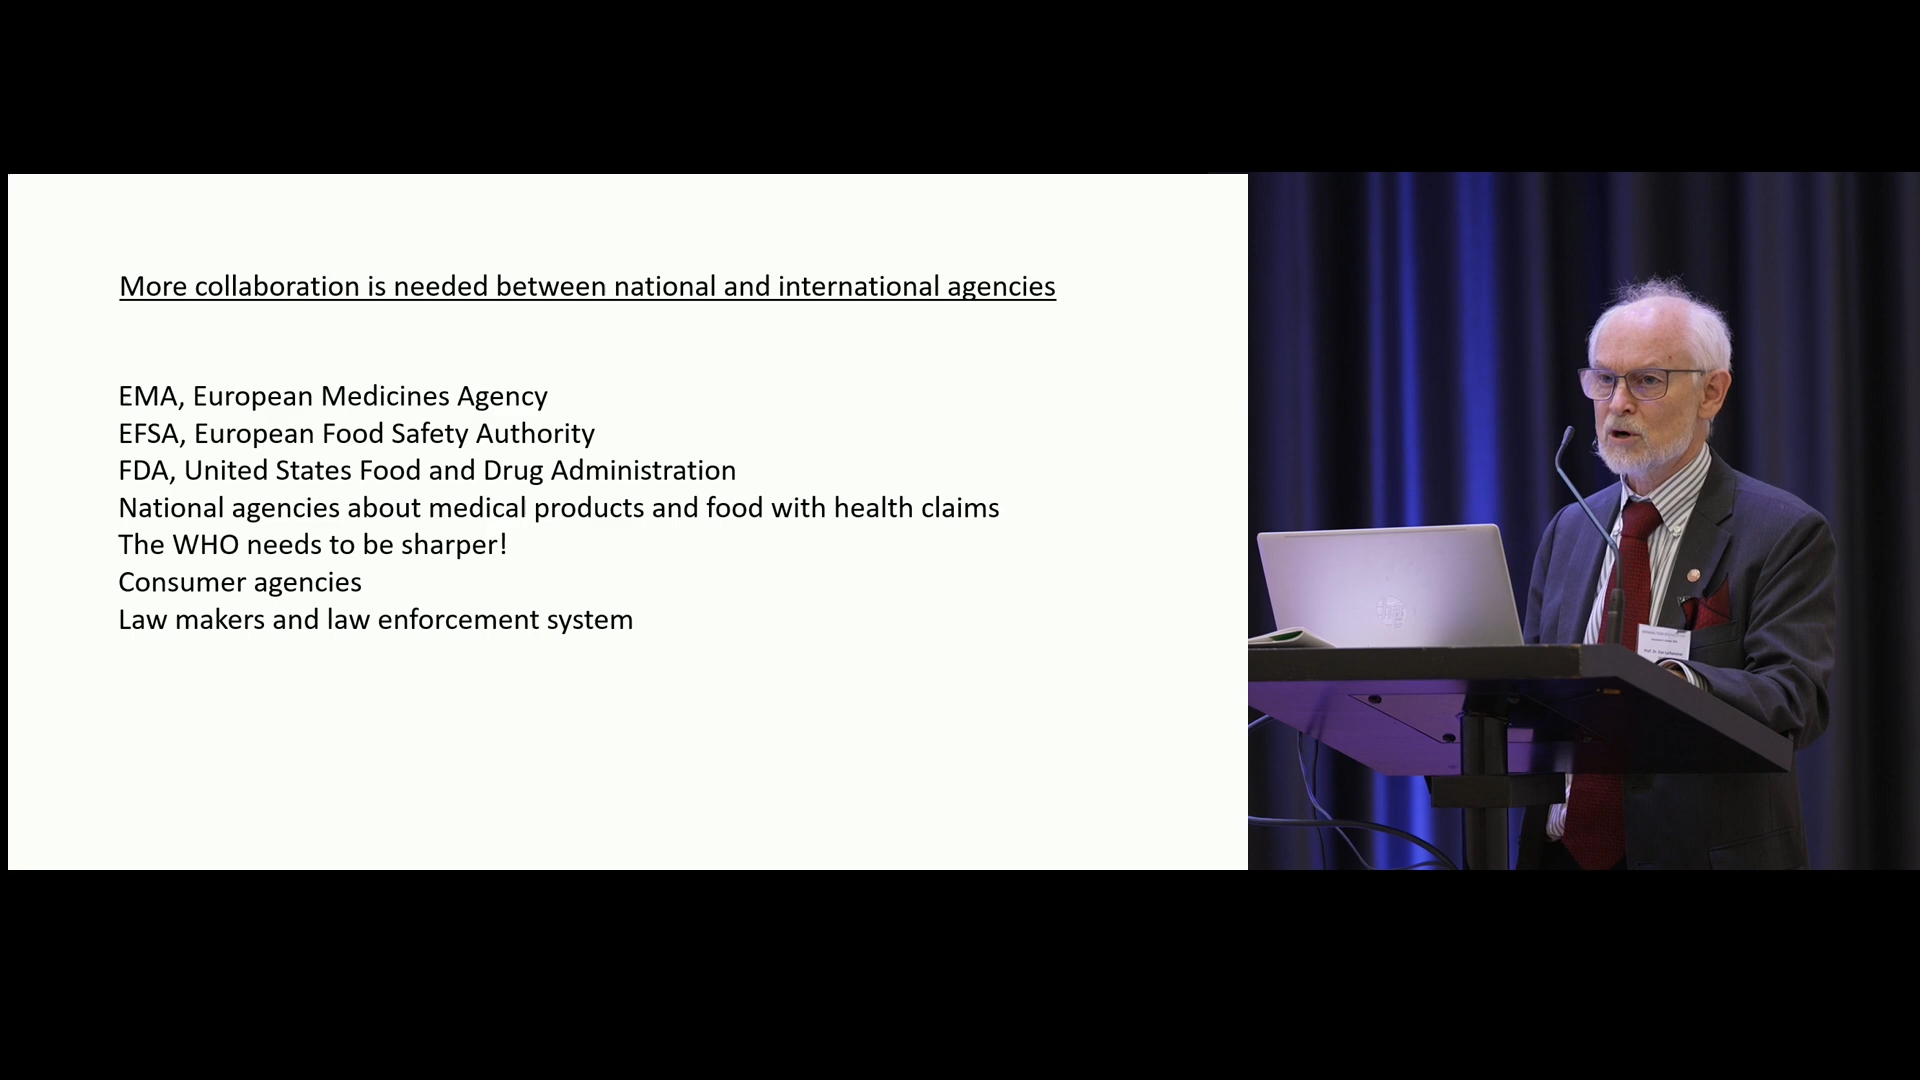 More collaboration is needed between national and international agencies
EMA, European Medicines Agency
EFSA, European Food Safety Authority
FDA, United States Food and Drug Administration
National agencies about medical products and food with health claims
The WHO needs to be sharper!
Consumer agencies
Law makers and law enforcement system
Prof. Dr.